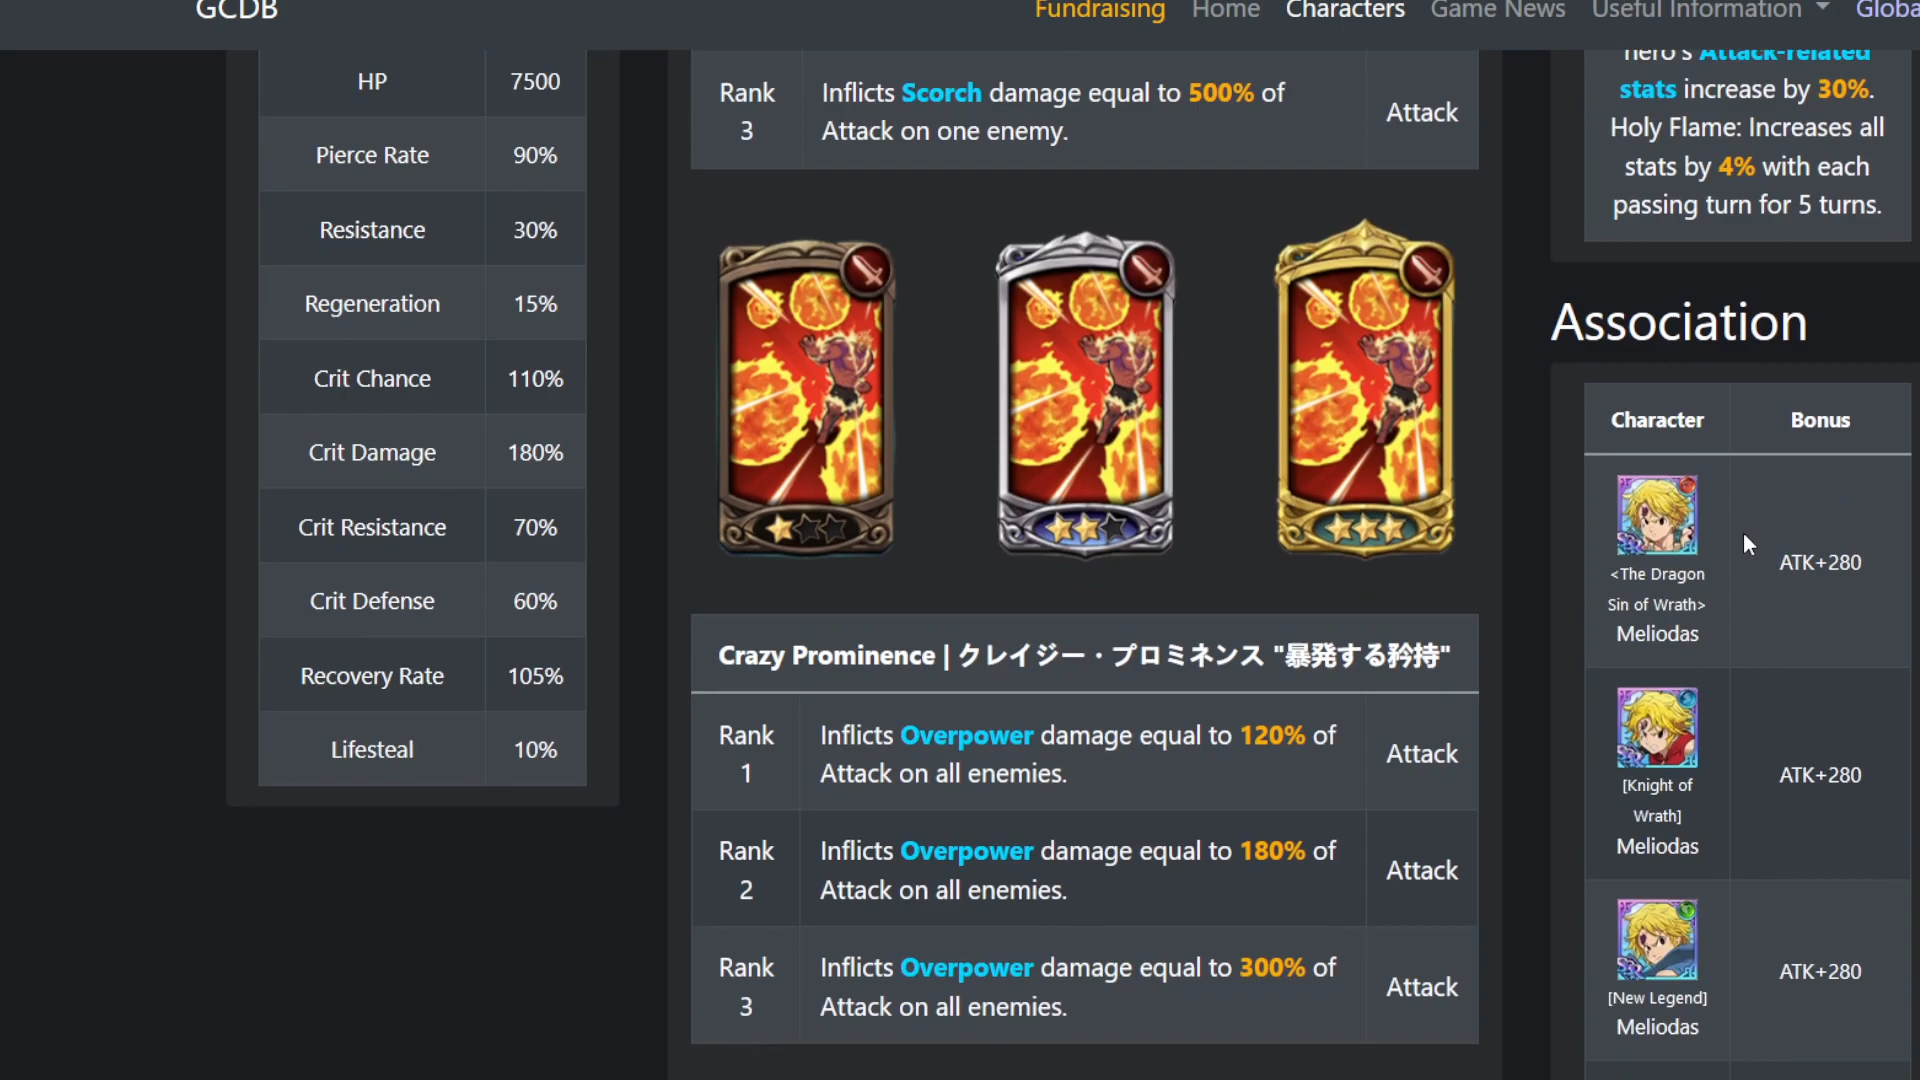 GCDB
Fundraising Home Characters Game News Useful Information Globa
HP 7500
Pierce Rate 90%
Resistance 30%
Regeneration 15%
Crit Chance 110%
Crit Damage 180%
Crit Resistance 70%
Crit Defense 60%
Recovery Rate 105%
Lifesteal 10%
Rank
3
Inflicts Scorch damage equal to 500% of
Attack on one enemy.
Attack
Crazy Prominence | クレイジー・プロミネンス "暴発する矜持"
Rank
1
Inflicts Overpower damage equal to 120% of
Attack on all enemies.
Attack
Rank
2
Inflicts Overpower damage equal to 180% of
Attack on all enemies.
Attack
Rank
3
Inflicts Overpower damage equal to 300% of
Attack on all enemies.
Attack
hero's Attack-related
stats increase by 30%.
Holy Flame: Increases all
stats by 4% with each
passing turn for 5 turns.
Association
Character Bonus
<The Dragon
Sin of Wrath>
Meliodas
ATK+280
[Knight of
Wrath]
Meliodas
ATK+280
[New Legend]
Meliodas
ATK+280